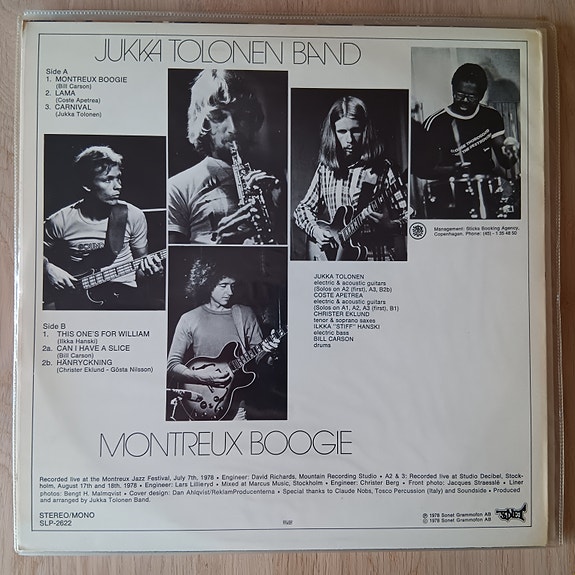 JUKKA TOLONEN BAND
Side A
1. MONTREUX BOOGIE
(Bill Carson)
2. LAMA
(Coste Apetrea)
3. CARNIVAL
(Jukka Tolonen)
Management: Sticks Booking Agency,
Copenhagen, Phone: (45) - 1 35 48 50
JUKKA TOLONEN
electric & acoustic guitars
(Solos on A2 (first), A3, B2b)
COSTE APETREA
electric & acoustic guitars
(Solos on A1, A2, A3 (first), B1)
CHRISTER EKLUND
tenor & soprano saxes
ILKKA "STIFF" HANSKI
electric bass
BILL CARSON
drums
Side B
1. THIS ONE'S FOR WILLIAM
(Ilkka Hanski)
2a. CAN I HAVE A SLICE
(Bill Carson)
2b. HÄNRYCKNING
(Christer Eklund - Gösta Nilsson)
MONTREUX BOOGIE
Recorded live at the Montreux Jazz Festival, July 7th, 1978 • Engineer: David Richards, Mountain Recording Studio • A2 & 3: Recorded live at Studio Decibel, Stock-
holm, August 17th and 18th, 1978 • Engineer: Lars Lillieryd • Mixed at Marcus Music, Stockholm • Engineer: Christer Berg • Front photo: Jacques Straesslé • Liner
photos: Bengt H. Malmqvist • Cover design: Dan Ahlqvist/ReklamProducenterna • Special thanks to Claude Nobs, Tosco Percussion (Italy) and Soundside • Produced
and arranged by Jukka Tolonen Band.
STEREO/MONO
SLP-2622
℗ 1978 Sonet Grammofon AB
© 1978 Sonet Grammofon AB
SONET